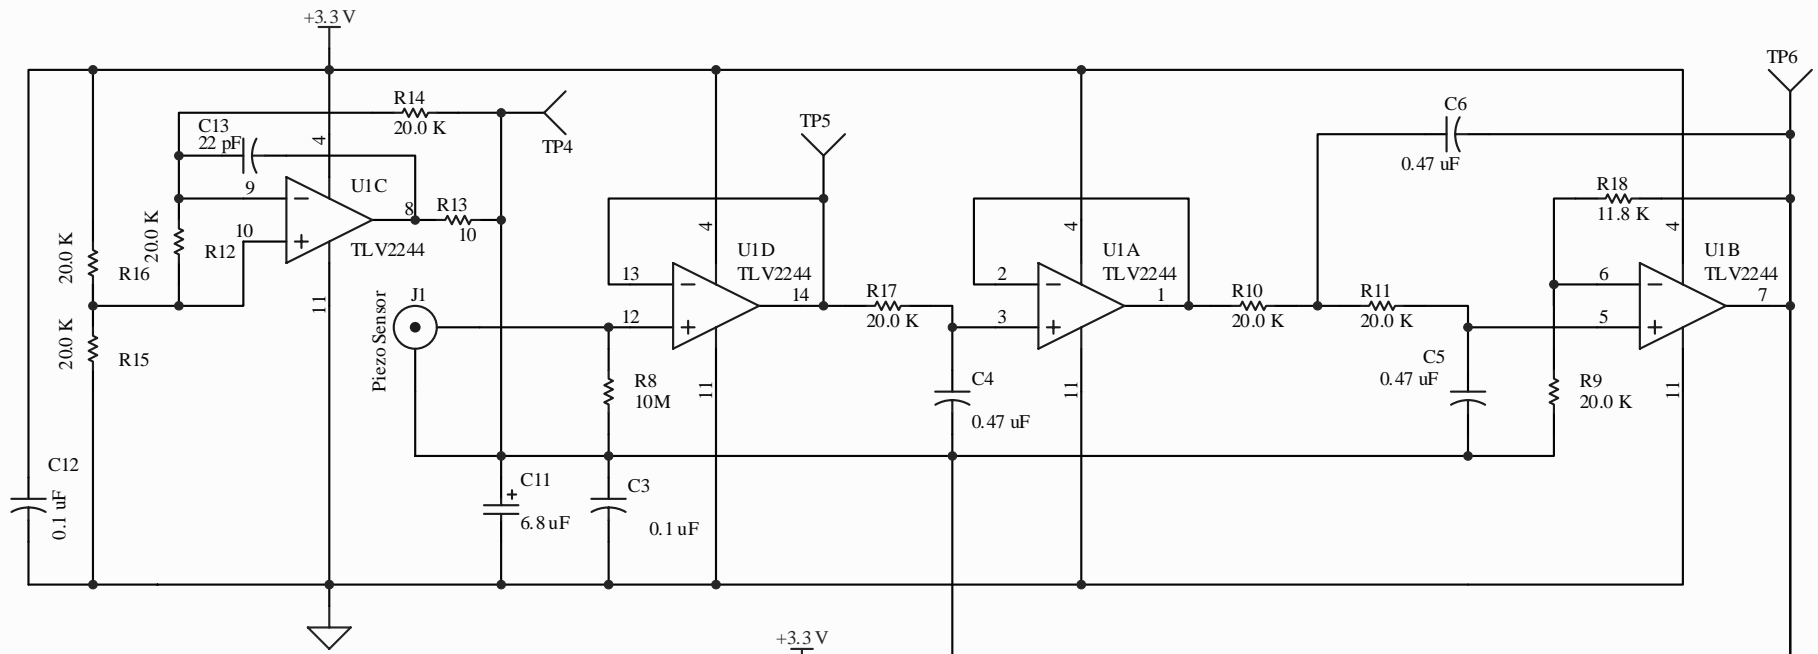 +3.3 V
TP6
R14
20.0 K
C13
22 pF
4
TP4
TP5
C6
0.47 uF
9
U1C
8
R13
10
10
TLV2244
20.0 K
R12
R18
11.8 K
20.0 K
R16
11
4
U1D
TLV2244
13
14
12
4
U1A
TLV2244
2
1
3
4
U1B
TLV2244
6
7
5
J1
Piezo Sensor
R17
20.0 K
R10
20.0 K
R11
20.0 K
20.0 K
R15
R8
10M
11
C4
0.47 uF
11
C5
0.47 uF
R9
20.0 K
11
C12
0.1 uF
C11
+
6.8 uF
C3
0.1 uF
+3.3 V